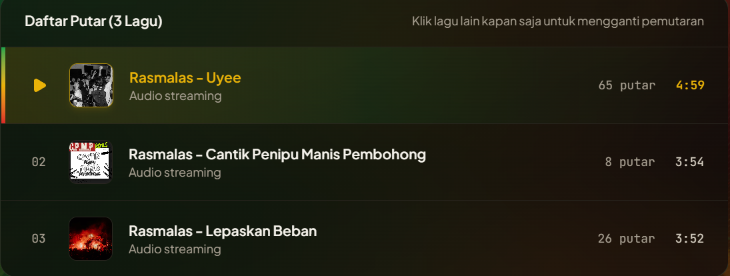 Daftar Putar (3 Lagu)
Klik lagu lain kapan saja untuk mengganti pemutaran
Rasmalas - Uyee
Audio streaming
65 putar
4:59
02
Rasmalas - Cantik Penipu Manis Pembohong
Audio streaming
8 putar
3:54
03
Rasmalas - Lepaskan Beban
Audio streaming
26 putar
3:52